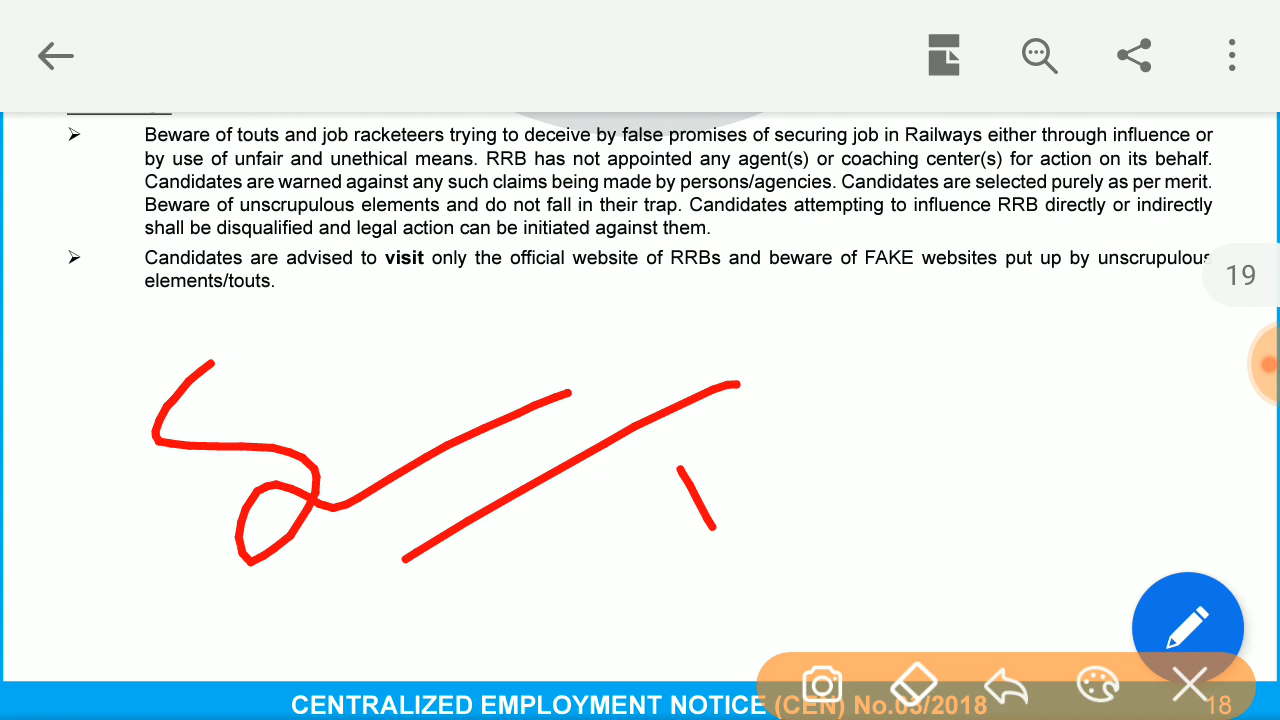 Beware of touts and job racketeers trying to deceive by false promises of securing job in Railways either through influence or
by use of unfair and unethical means. RRB has not appointed any agent(s) or coaching center(s) for action on its behalf.
Candidates are warned against any such claims being made by persons/agencies. Candidates are selected purely as per merit.
Beware of unscrupulous elements and do not fall in their trap. Candidates attempting to influence RRB directly or indirectly
shall be disqualified and legal action can be initiated against them.
Candidates are advised to visit only the official website of RRBs and beware of FAKE websites put up by unscrupulous
elements/touts.
19
CENTRALIZED EMPLOYMENT NOTICE (CEN) 18